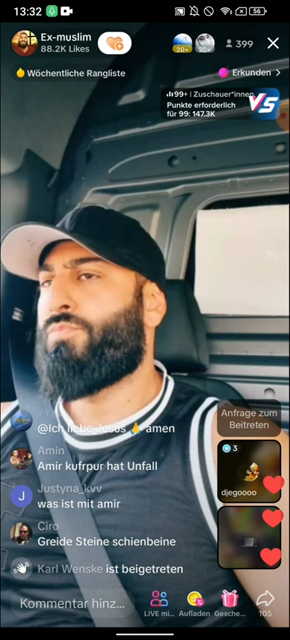 13:32
56
Ex-muslim
88.2K Likes
20+
20+
399
Wöchentliche Rangliste
Erkunden >
99+ | Zuschauer*innen
Punkte erforderlich
für 99: 147.3K
VS
@Ich liebe Jesus 🔥 amen
Anfrage zum
Beitreten
Amin
Amir kufrpur hat Unfall
3
djegoooo
J
Justyna_kvv
was ist mit amir
Ciro
Greide Steine schienbeine
Karl Wenske ist beigetreten
Kommentar hinz...
LIVE mi...
Aufladen
Gesche...
105